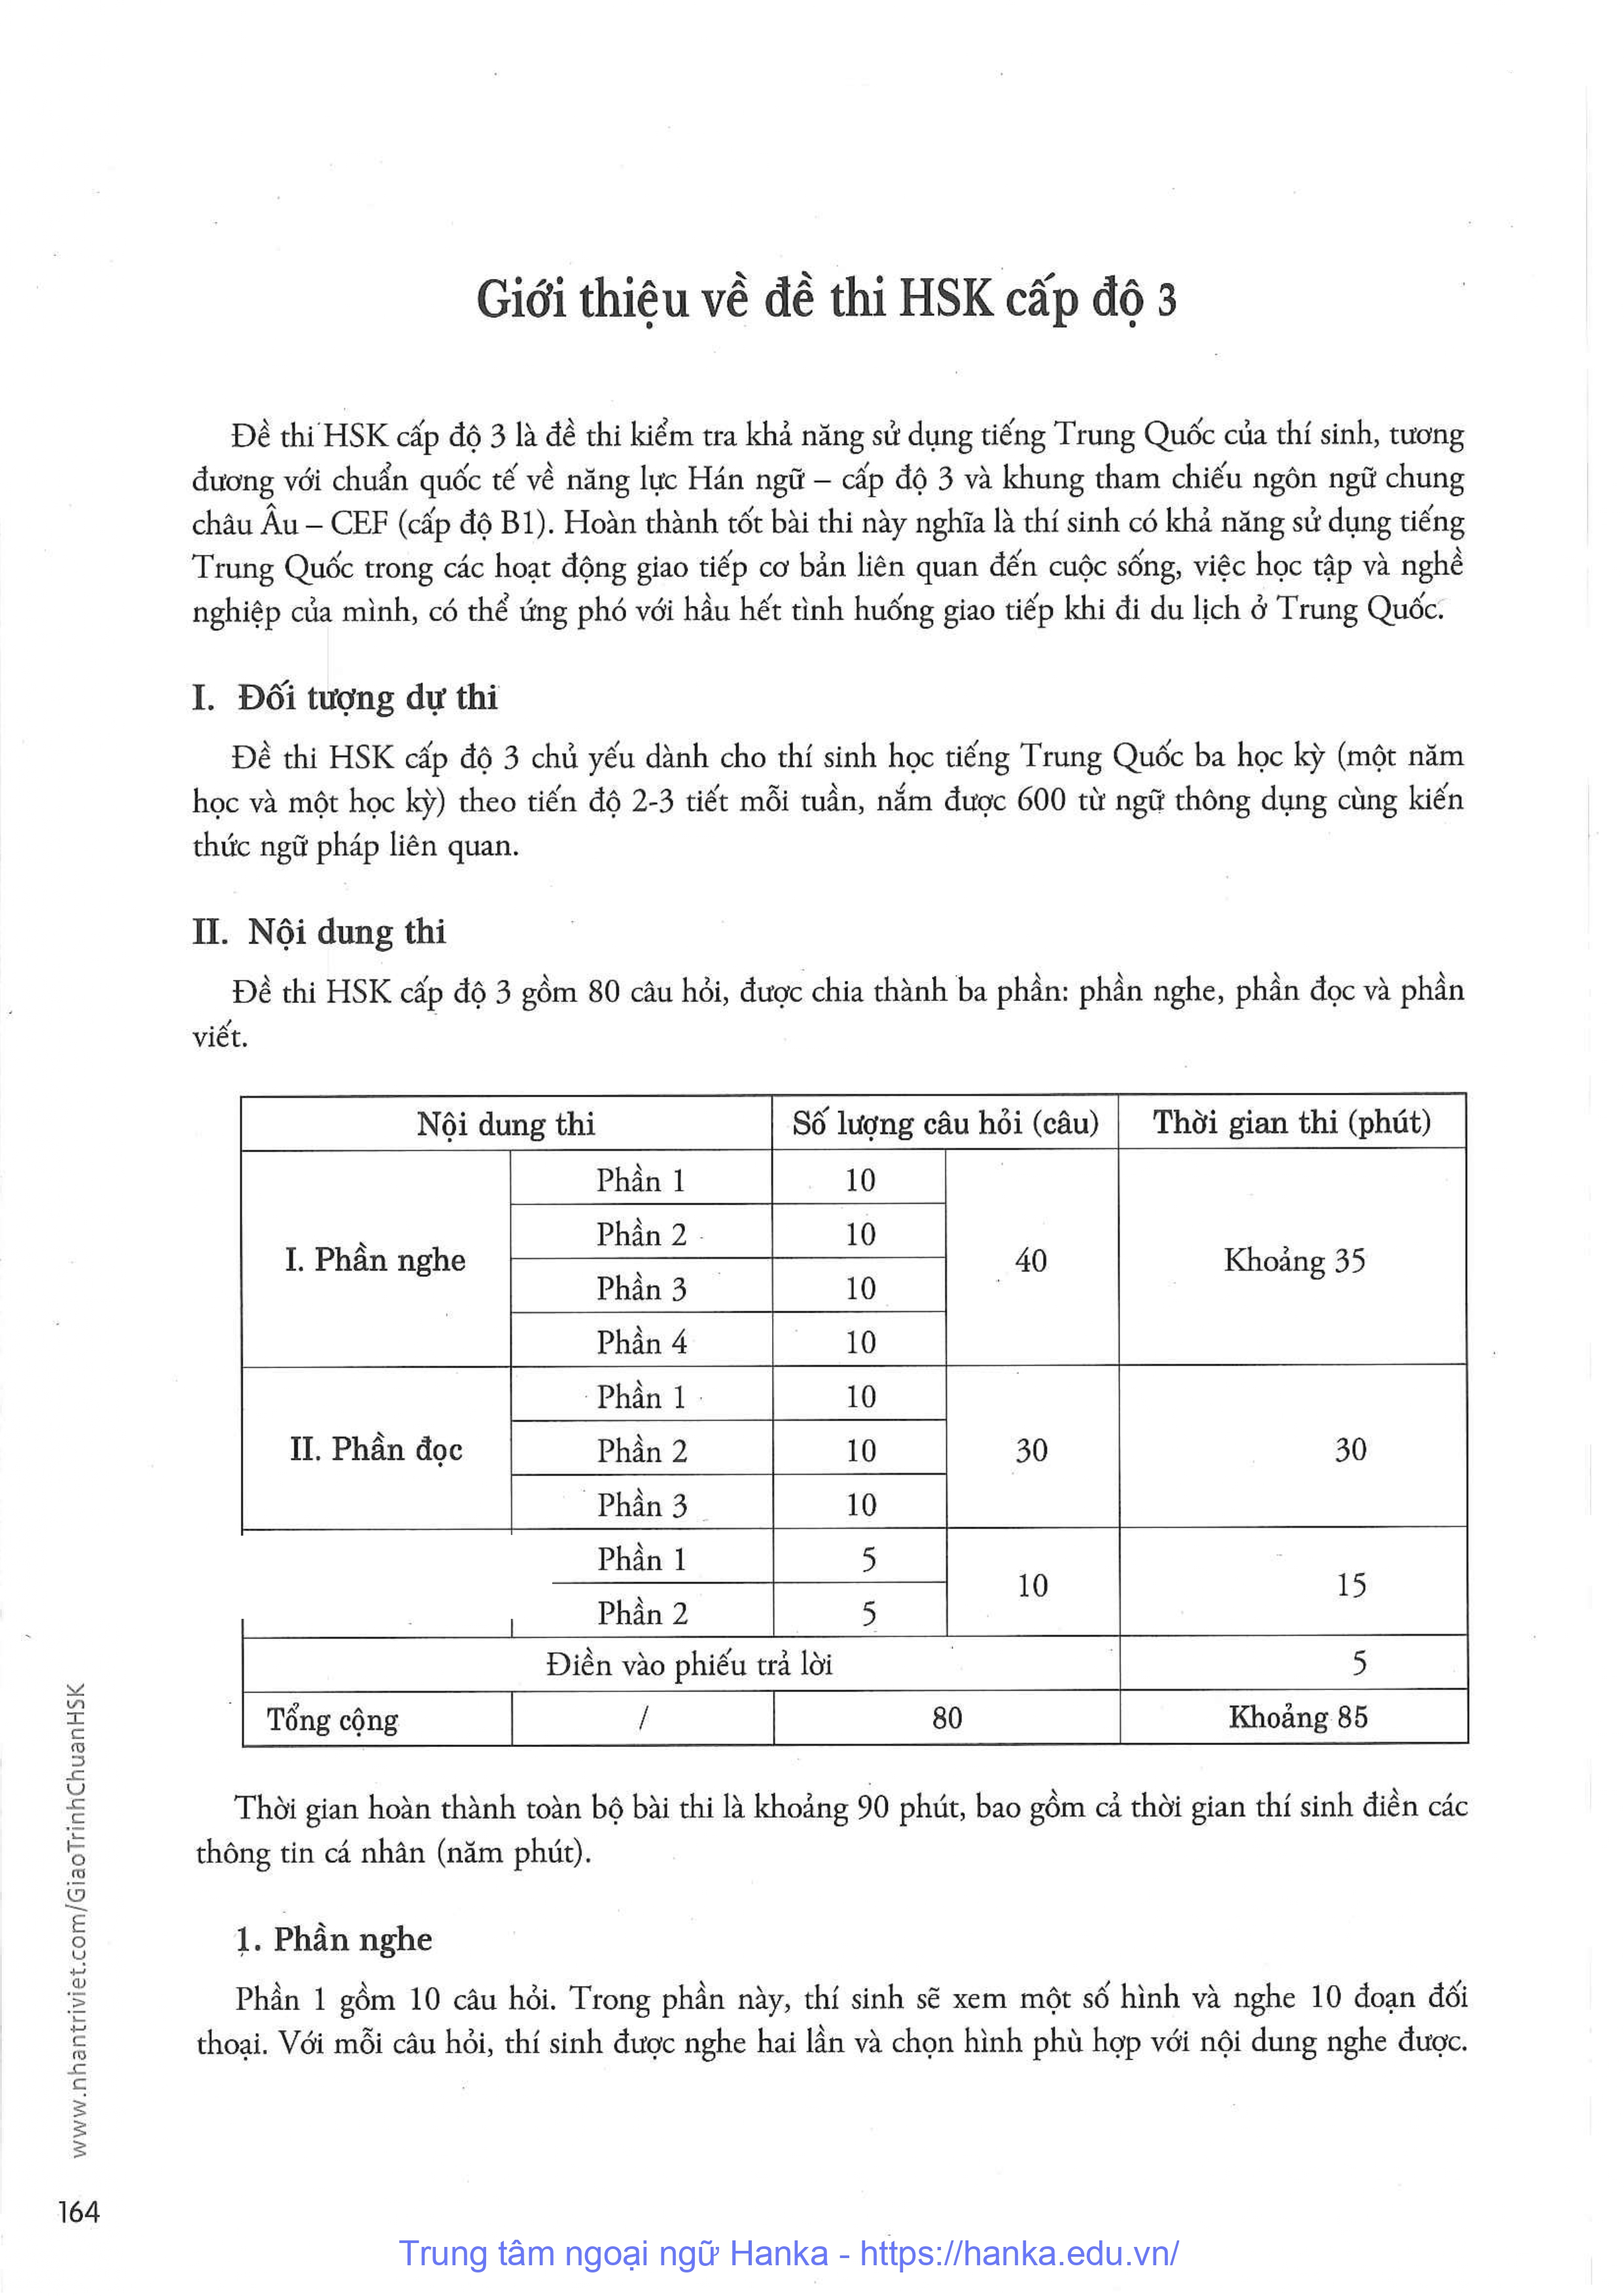 Giới thiệu về đề thi HSK cấp độ 3
Đề thi HSK cấp độ 3 là đề thi kiểm tra khả năng sử dụng tiếng Trung Quốc của thí sinh, tương
đương với chuẩn quốc tế về năng lực Hán ngữ – cấp độ 3 và khung tham chiếu ngôn ngữ chung
châu Âu – CEF (cấp độ B1). Hoàn thành tốt bài thi này nghĩa là thí sinh có khả năng sử dụng tiếng
Trung Quốc trong các hoạt động giao tiếp cơ bản liên quan đến cuộc sống, việc học tập và nghề
nghiệp của mình, có thể ứng phó với hầu hết tình huống giao tiếp khi đi du lịch ở Trung Quốc.
I. Đối tượng dự thi
Đề thi HSK cấp độ 3 chủ yếu dành cho thí sinh học tiếng Trung Quốc ba học kỳ (một năm
học và một học kỳ) theo tiến độ 2-3 tiết mỗi tuần, nắm được 600 từ ngữ thông dụng cùng kiến
thức ngữ pháp liên quan.
II. Nội dung thi
Đề thi HSK cấp độ 3 gồm 80 câu hỏi, được chia thành ba phần: phần nghe, phần đọc và phần
viết.
Nội dung thi Số lượng câu hỏi (câu) Thời gian thi (phút)
Phần 1 10
Phần 2 10
I. Phần nghe 40 Khoảng 35
Phần 3 10
Phần 4 10
Phần 1 10
II. Phần đọc Phần 2 10 30 30
Phần 3 10
Phần 1 5
10 15
Phần 2 5
Điền vào phiếu trả lời 5
Tổng cộng / 80 Khoảng 85
Thời gian hoàn thành toàn bộ bài thi là khoảng 90 phút, bao gồm cả thời gian thí sinh điền các
thông tin cá nhân (năm phút).
1. Phần nghe
Phần 1 gồm 10 câu hỏi. Trong phần này, thí sinh sẽ xem một số hình và nghe 10 đoạn đối
thoại. Với mỗi câu hỏi, thí sinh được nghe hai lần và chọn hình phù hợp với nội dung nghe được.
www.nhantriviet.com/GiaoTrinhChuanHSK
164
Trung tâm ngoại ngữ Hanka - https://hanka.edu.vn/